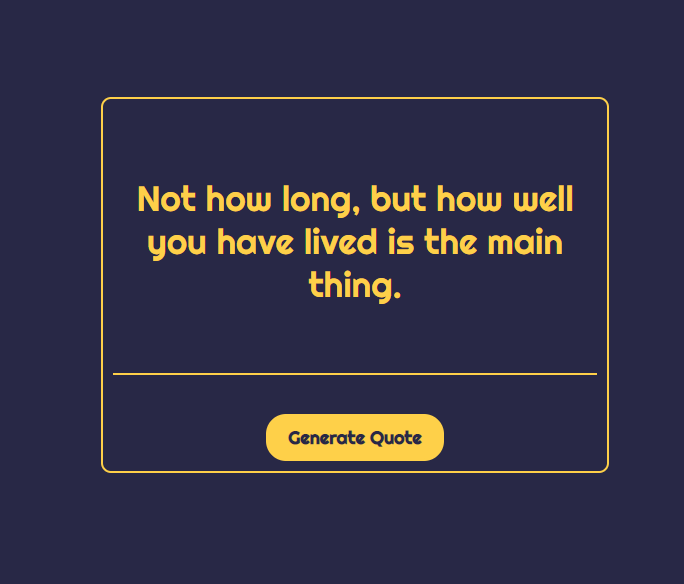 Not how long, but how well
you have lived is the main
thing.
Generate Quote